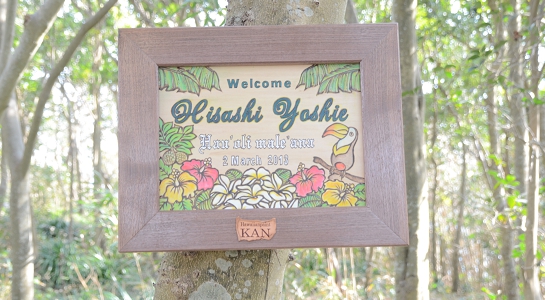 Welcome
Hisashi Yoshie
Hau'oli male'ana
2 March 2013
KAN